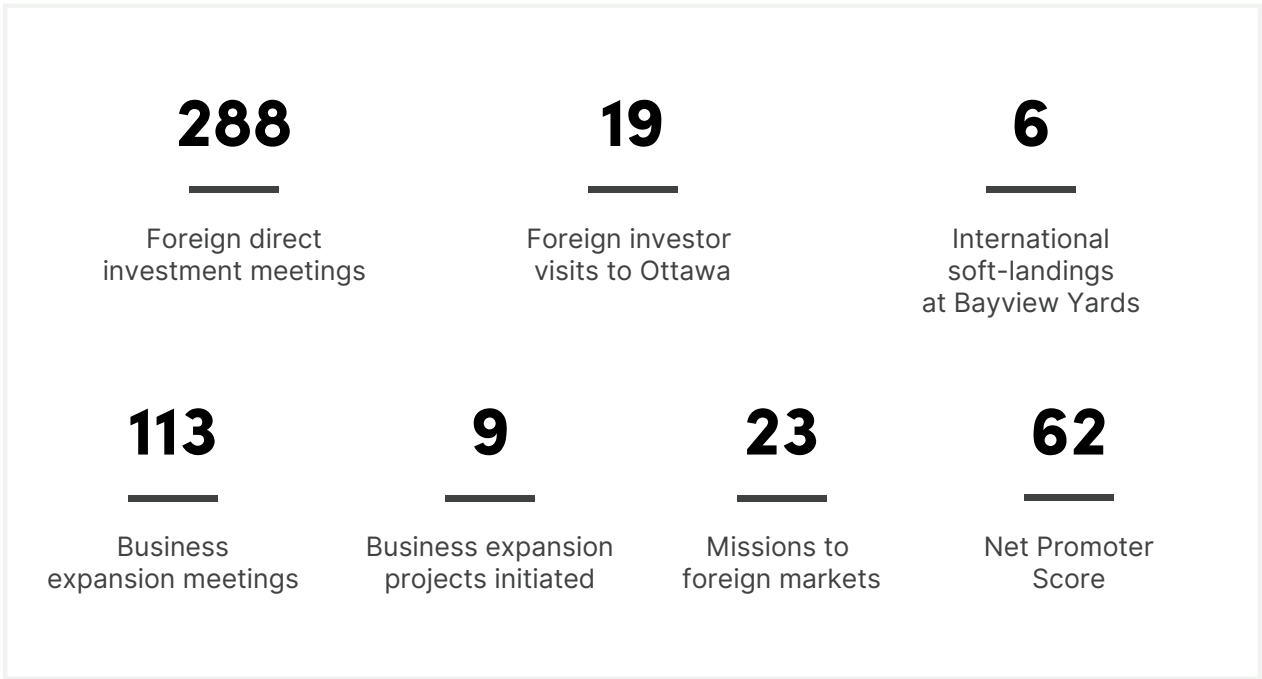 288
Foreign direct
investment meetings
19
Foreign investor
visits to Ottawa
6
International
soft-landings
at Bayview Yards
113
Business
expansion meetings
9
Business expansion
projects initiated
23
Missions to
foreign markets
62
Net Promoter
Score